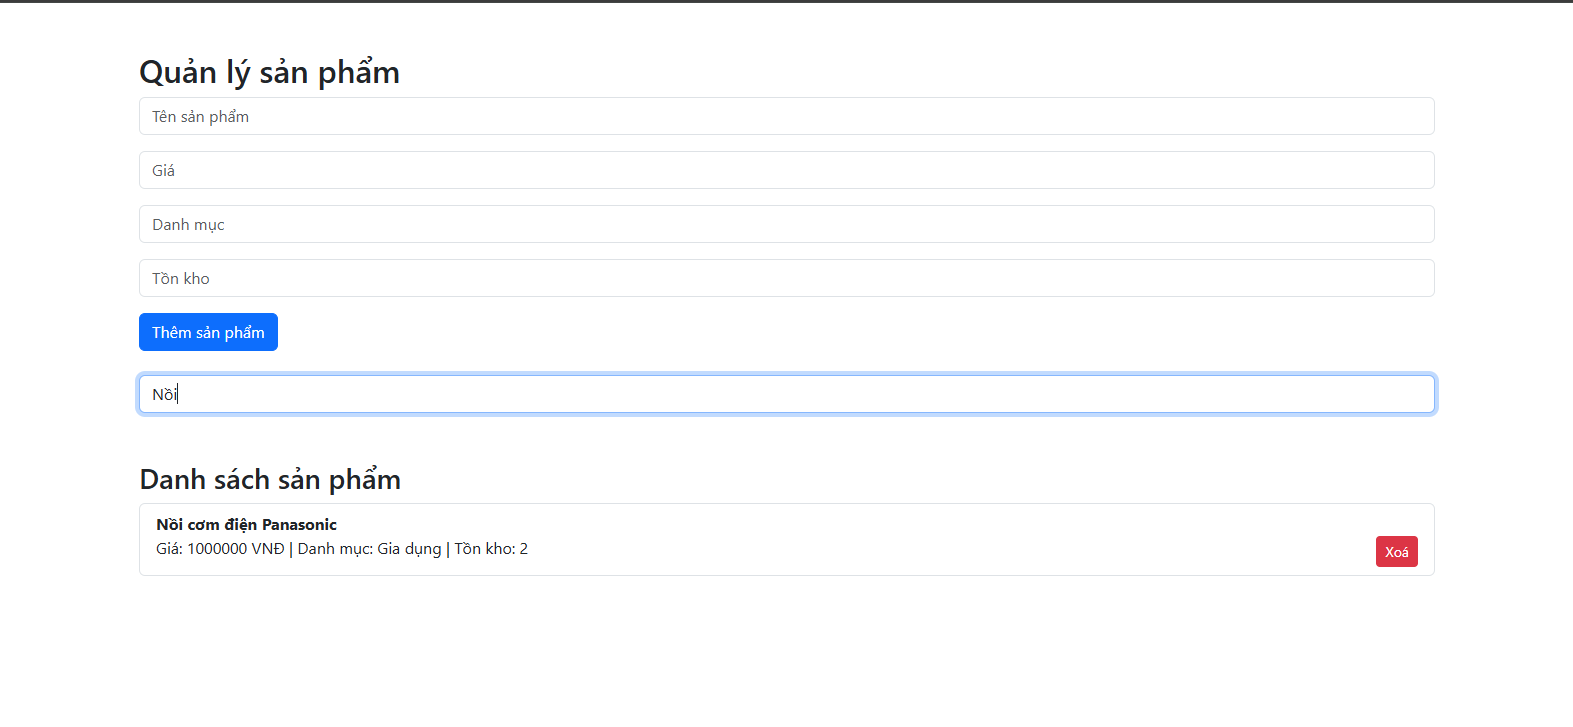 Quản lý sản phẩm
Tên sản phẩm
Giá
Danh mục
Tồn kho
Thêm sản phẩm
Nồi
Danh sách sản phẩm
Nồi cơm điện Panasonic
Giá: 1000000 VNĐ | Danh mục: Gia dụng | Tồn kho: 2
Xoá